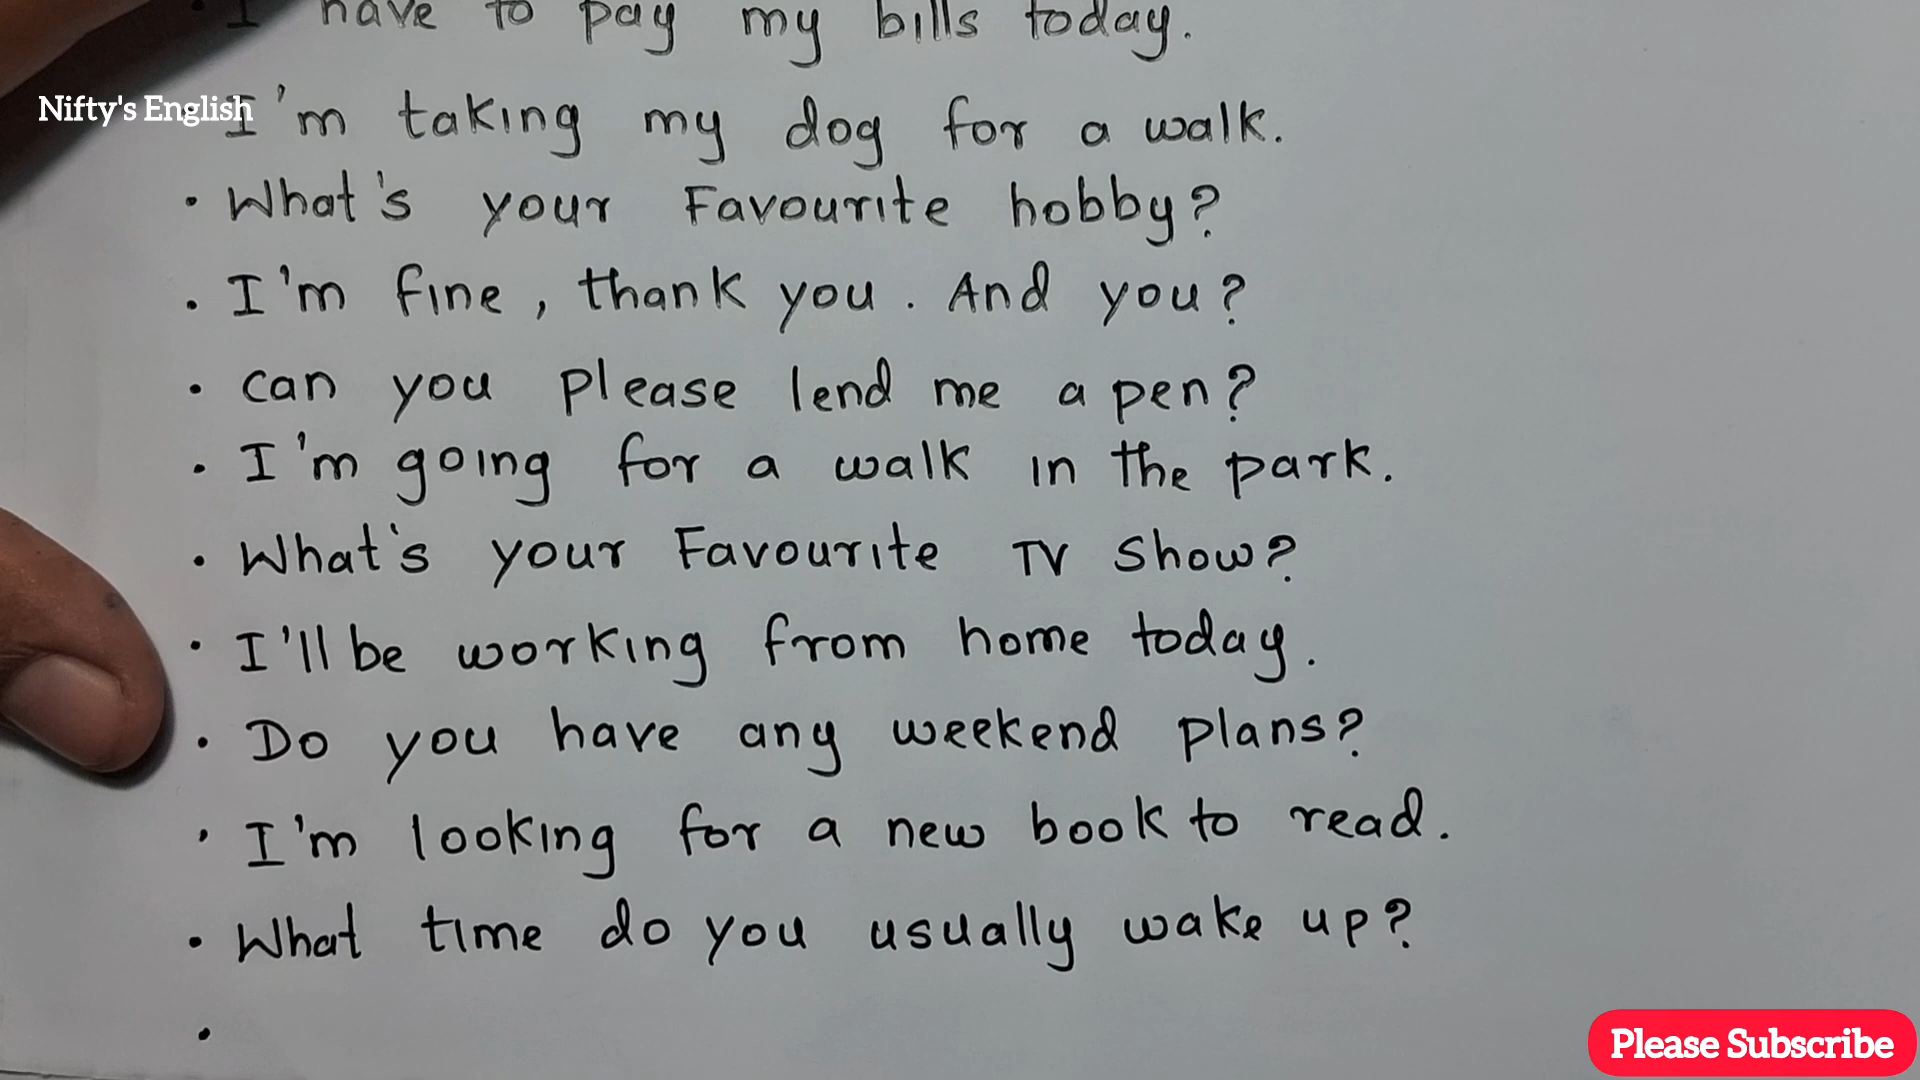 I have to pay my bills today.
Nifty's English
I'm taking my dog for a walk.
• What's your Favourite hobby?
• I'm fine, thank you. And you?
• can you please lend me a pen?
• I'm going for a walk in the park.
• What's your Favourite TV Show?
• I'll be working from home today.
• Do you have any weekend plans?
• I'm looking for a new book to read.
• What time do you usually wake up?
•
Please Subscribe